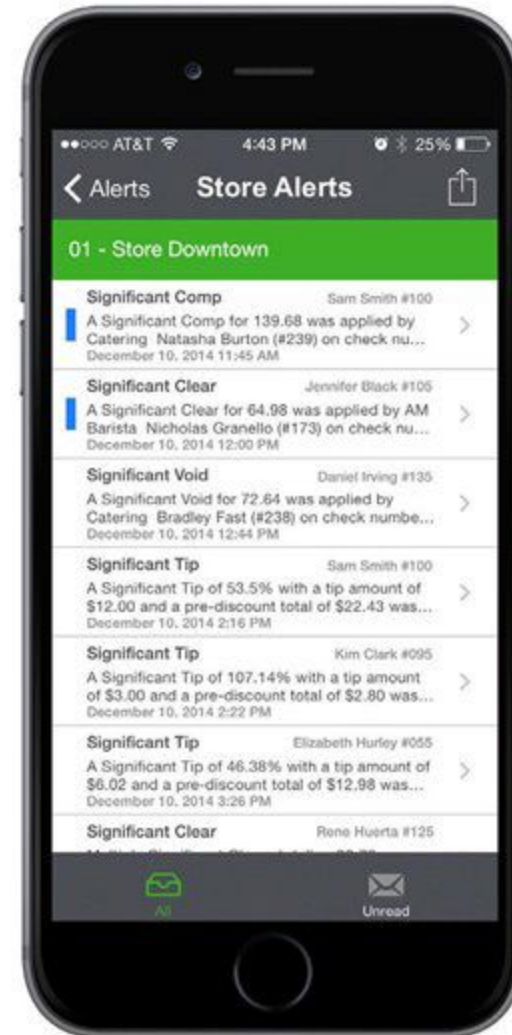 AT&T 4:43 PM 25%
Alerts Store Alerts
01 - Store Downtown
Significant Comp Sam Smith #100
A Significant Comp for 139.68 was applied by
Catering Natasha Burton (#239) on check nu...
December 10, 2014 11:45 AM
Significant Clear Jennifer Black #105
A Significant Clear for 64.98 was applied by AM
Barista Nicholas Granello (#173) on check nu...
December 10, 2014 12:00 PM
Significant Void Daniel Irving #135
A Significant Void for 72.64 was applied by
Catering Bradley Fast (#238) on check numbe...
December 10, 2014 12:44 PM
Significant Tip Sam Smith #100
A Significant Tip of 53.5% with a tip amount of
$12.00 and a pre-discount total of $22.43 was...
December 10, 2014 2:16 PM
Significant Tip Kim Clark #095
A Significant Tip of 107.14% with a tip amount
of $3.00 and a pre-discount total of $2.80 was...
December 10, 2014 2:22 PM
Significant Tip Elizabeth Hurley #055
A Significant Tip of 46.38% with a tip amount of
$6.02 and a pre-discount total of $12.98 was...
December 10, 2014 3:26 PM
Significant Clear Rene Huerta #125
All Unread